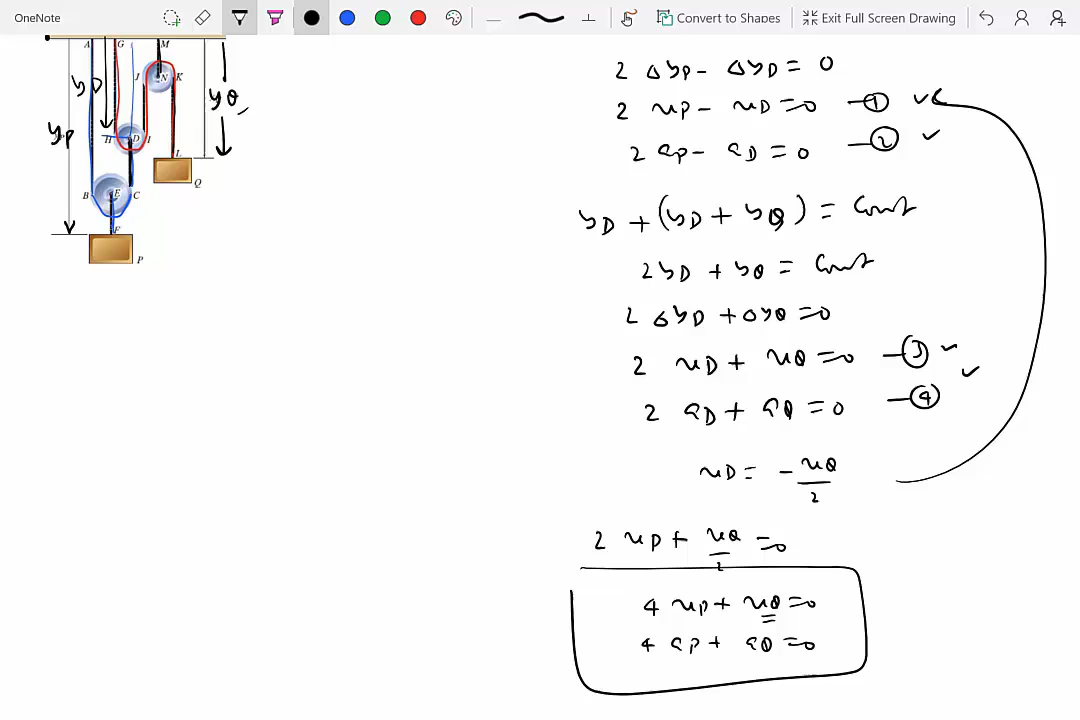 OneNote
Convert to Shapes
Exit Full Screen Drawing
A G M
J N K
yD
yQ
yP
H D I
L
Q
B E C
F
P
2 ΔyP - ΔyD = 0
2 vP - vD = 0 —①
2 aP - aD = 0 —②
yD + (yD + yQ) = Const
2yD + yQ = Const
2 ΔyD + ΔyQ = 0
2 vD + vQ = 0 —③
2 aD + aQ = 0 —④
vD = - vQ/2
2 vP + vQ/2 = 0
4 vP + vQ = 0
4 aP + aQ = 0